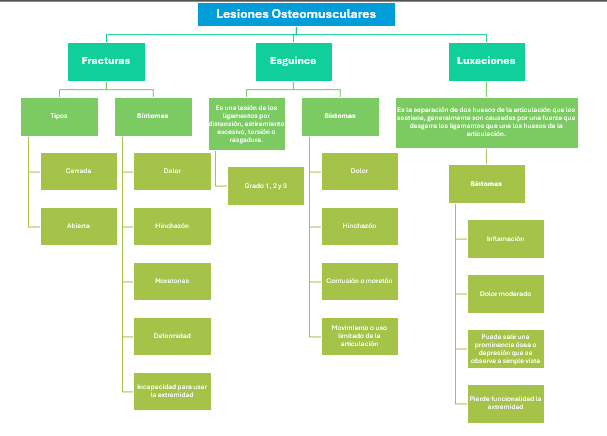 Lesiones Osteomusculares
Fracturas
Esguince
Luxaciones
Tipos
Síntomas
Es una lesión de los
ligamentos por
distensión, estiramiento
excesivo, torsión o
rasgadura.
Síntomas
Es la separación de dos huesos de la articulación que los
sostiene, generalmente son causadas por una fuerza que
desgarra los ligamentos que une los huesos de la
articulación.
Cerrada
Abierta
Dolor
Hinchazón
Moretones
Deformidad
Incapacidad para usar
la extremidad
Grado 1, 2 y 3
Dolor
Hinchazón
Contusión o moretón
Movimiento o uso
limitado de la
articulación
Síntomas
Inflamación
Dolor moderado
Puede salir una
prominencia ósea o
depresión que se
observe a simple vista
Pierde funcionalidad la
extremidad